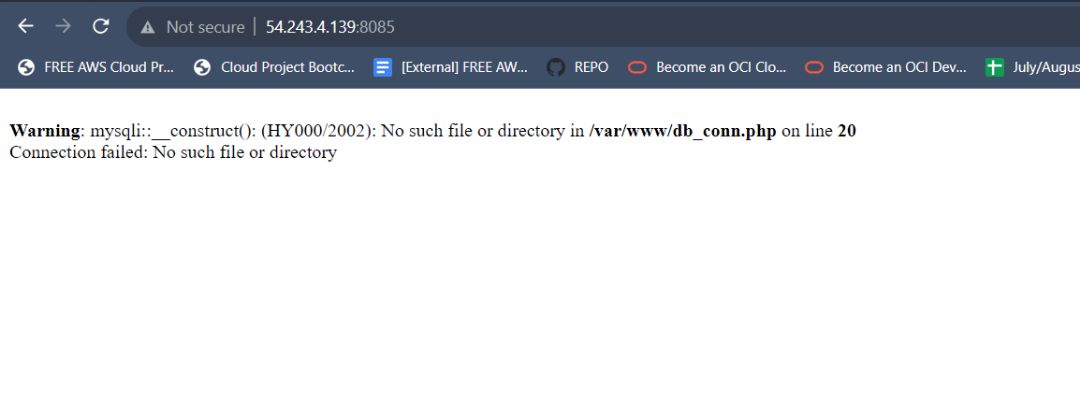 Not secure | 54.243.4.139:8085
FREE AWS Cloud Pr... Cloud Project Bootc... [External] FREE AW... REPO Become an OCI Clo... Become an OCI Dev... July/Augus
Warning: mysqli::__construct(): (HY000/2002): No such file or directory in /var/www/db_conn.php on line 20
Connection failed: No such file or directory